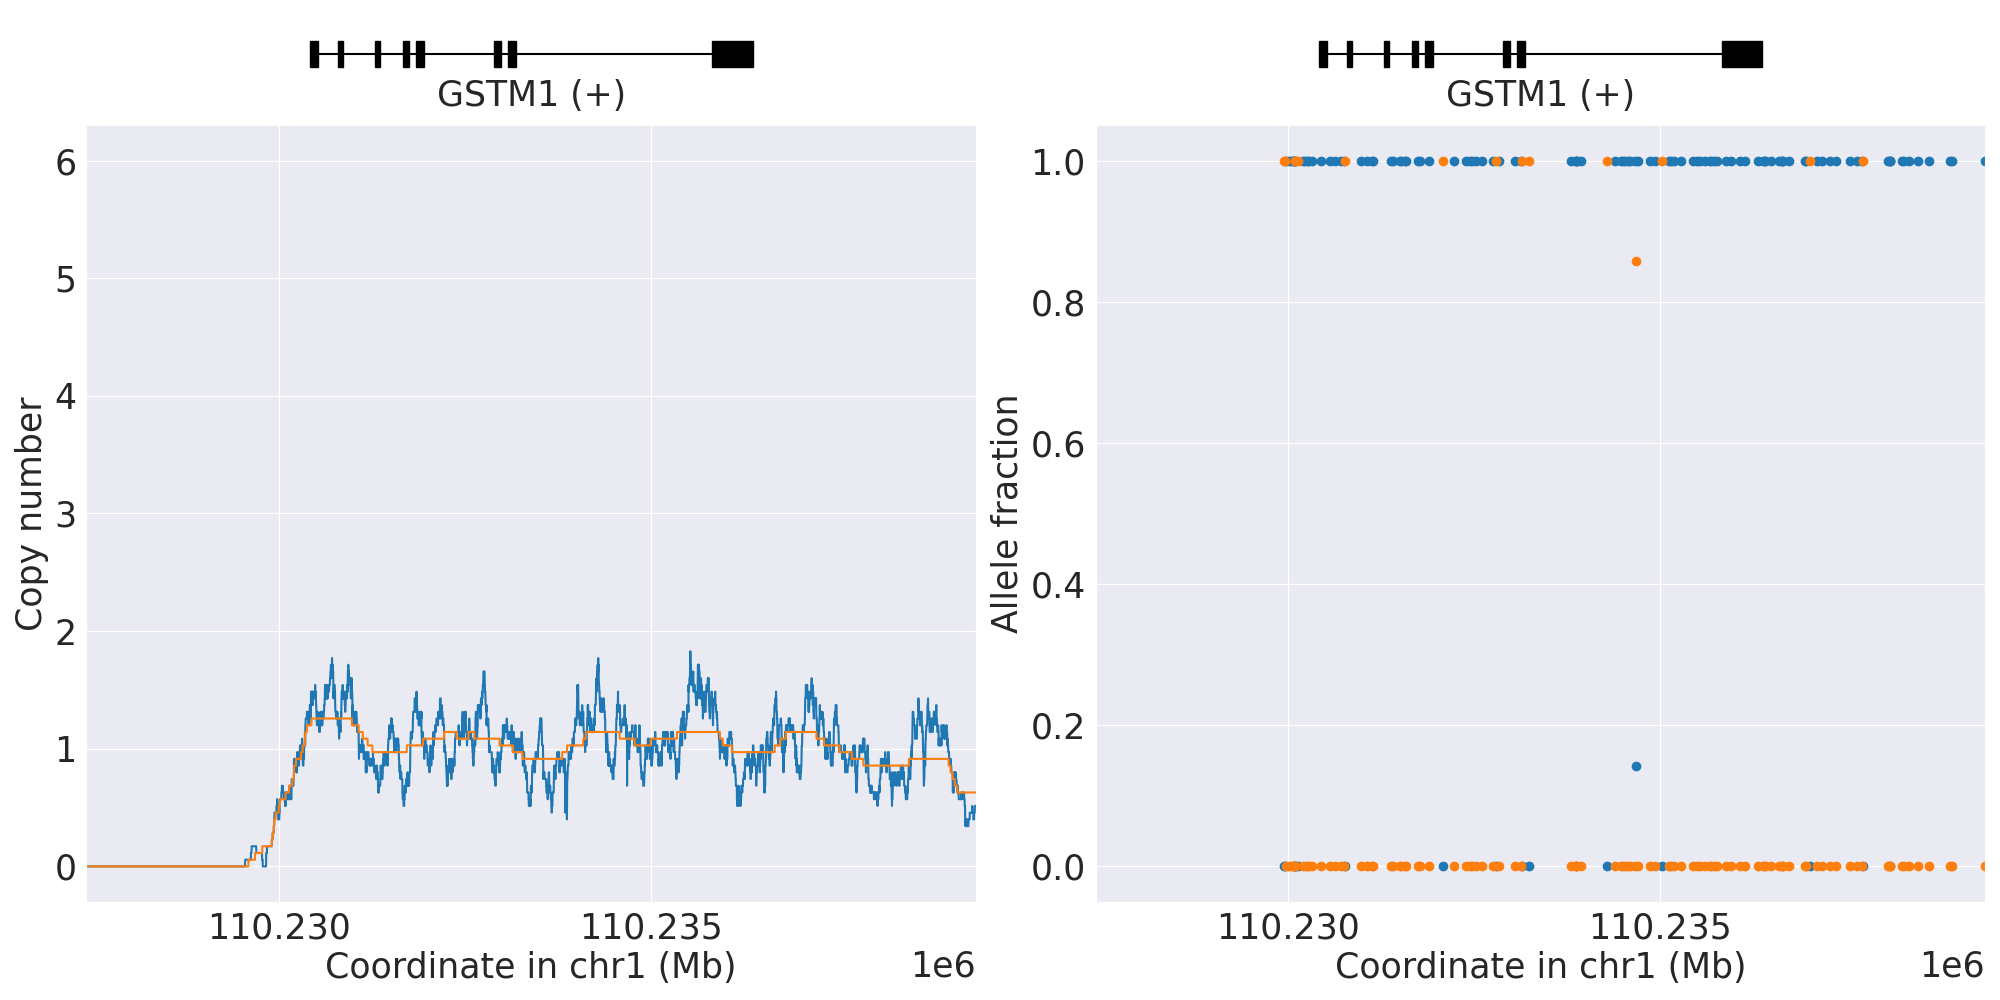 GSTM1 (+)
GSTM1 (+)
6
5
4
3
2
1
0
Copy number
110.230
110.235
Coordinate in chr1 (Mb)
1e6
1.0
0.8
0.6
0.4
0.2
0.0
Allele fraction
110.230
110.235
Coordinate in chr1 (Mb)
1e6